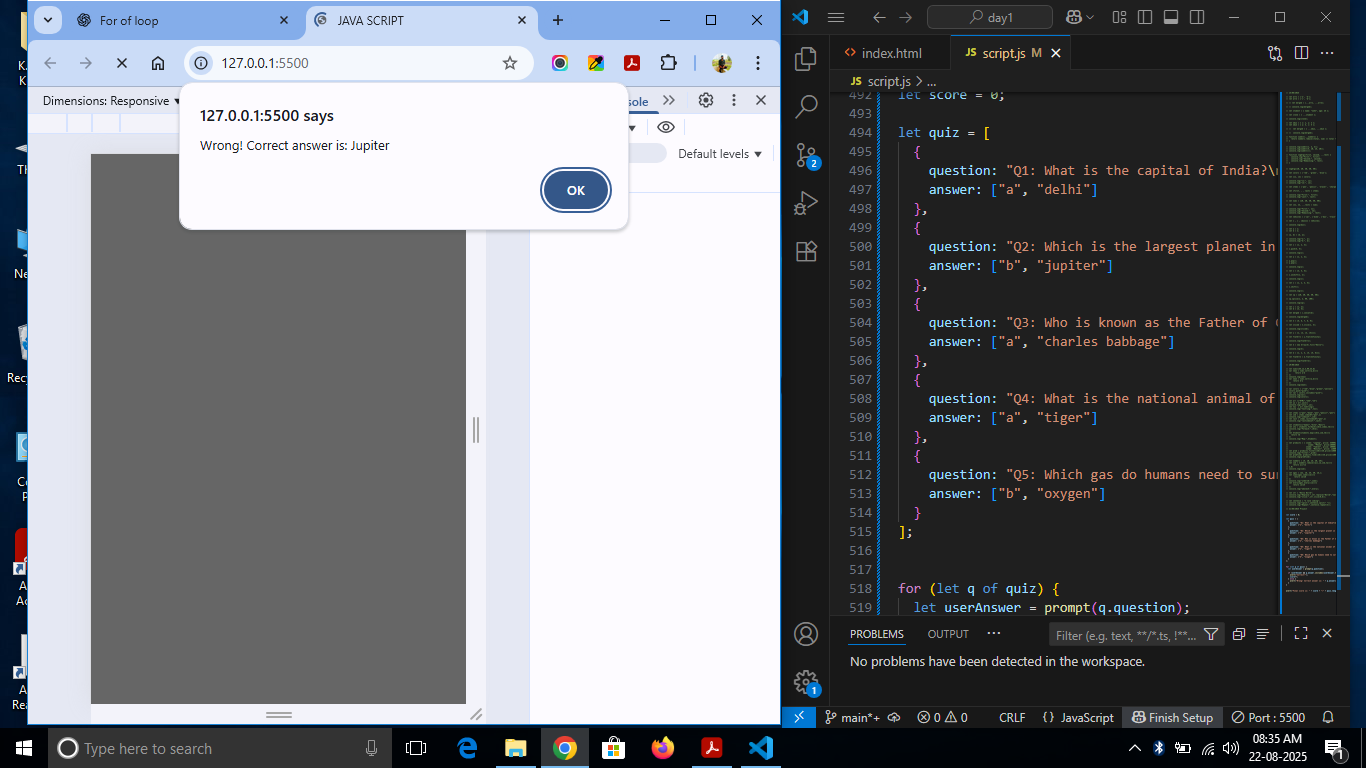 For of loop
JAVA SCRIPT
127.0.0.1:5500
Dimensions: Responsive
Default levels
127.0.0.1:5500 says
Wrong! Correct answer is: Jupiter
OK
day1
index.html
JS script.js M
JS script.js > ...
492 let score = 0;
493
494 let quiz = [
495 {
496 question: "Q1: What is the capital of India?\
497 answer: ["a", "delhi"]
498 },
499 {
500 question: "Q2: Which is the largest planet in
501 answer: ["b", "jupiter"]
502 },
503 {
504 question: "Q3: Who is known as the Father of
505 answer: ["a", "charles babbage"]
506 },
507 {
508 question: "Q4: What is the national animal of
509 answer: ["a", "tiger"]
510 },
511 {
512 question: "Q5: Which gas do humans need to su
513 answer: ["b", "oxygen"]
514 }
515 ];
516
517
518 for (let q of quiz) {
519 let userAnswer = prompt(q.question);
PROBLEMS
OUTPUT
Filter (e.g. text, **/*.ts, !**...
No problems have been detected in the workspace.
main*+
0 0
CRLF
{} JavaScript
Finish Setup
Port : 5500
Type here to search
08:35 AM
22-08-2025